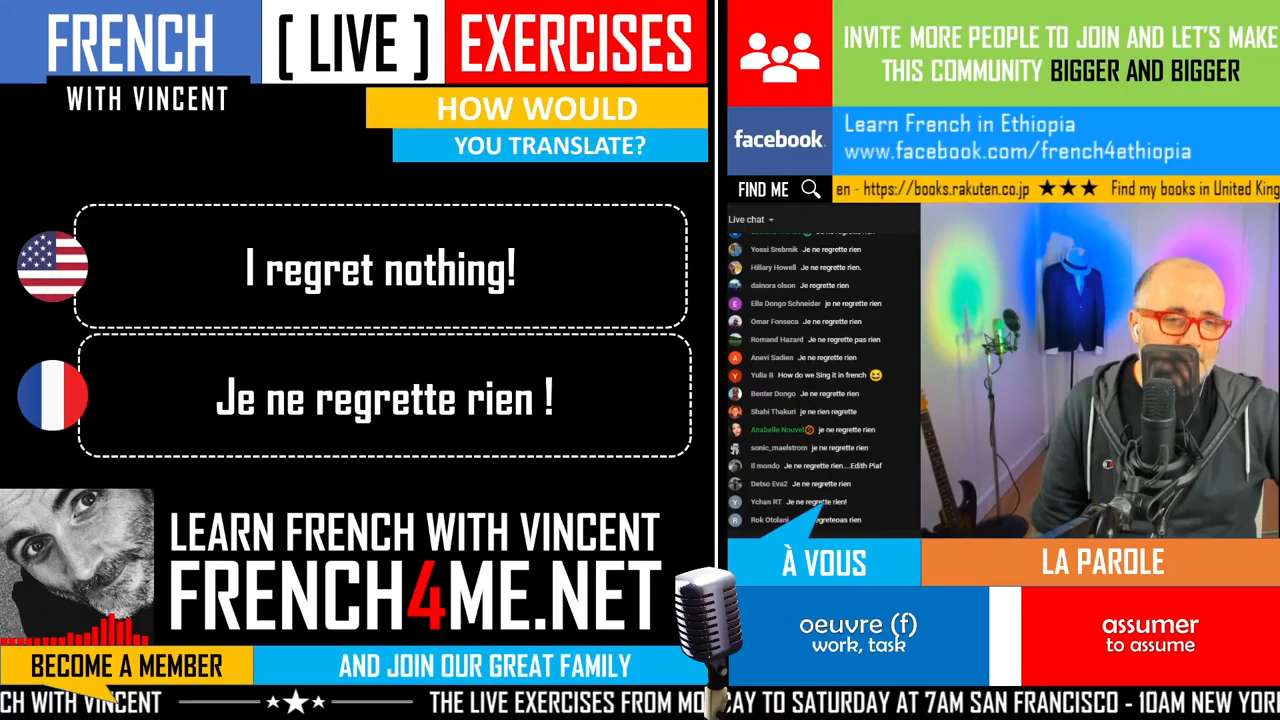 FRENCH
WITH VINCENT
[ LIVE ]
EXERCISES
HOW WOULD
YOU TRANSLATE?
I regret nothing!
Je ne regrette rien !
LEARN FRENCH WITH VINCENT
FRENCH4ME.NET
BECOME A MEMBER
AND JOIN OUR GREAT FAMILY
INVITE MORE PEOPLE TO JOIN AND LET'S MAKE
THIS COMMUNITY BIGGER AND BIGGER
facebook.
Learn French in Ethiopia
www.facebook.com/french4ethiopia
FIND ME
en - https://books.rakuten.co.jp ★★★ Find my books in United King
Live chat
Yossi Srebrnik Je ne regrette rien
Hillary Howell Je ne regrette rien.
dainora olson Je regrette rien
Ella Dongo Schneider je ne regrette rien
Omar Fonseca Je ne regrette rien
Romand Hazard Je ne regrette pas rien
Anevi Sadien Je ne regrette rien
Yulia B How do we Sing it in french 😆
Benter Dongo Je ne regrette rien
Shahi Thakuri je ne rien regrette
Anabelle Nouvel je ne regrette rien
sonic_maelstrom je ne regrette rien
Il mondo Je ne regrette rien....Edith Piaf
Detso Eva2 Je ne regrette rien
Ychan RT Je ne regrette rien!
Rok Otolani regreteoas rien
À VOUS
LA PAROLE
oeuvre (f)
work, task
assumer
to assume
CH WITH VINCENT
THE LIVE EXERCISES FROM MO DAY TO SATURDAY AT 7AM SAN FRANCISCO - 10AM NEW YOR